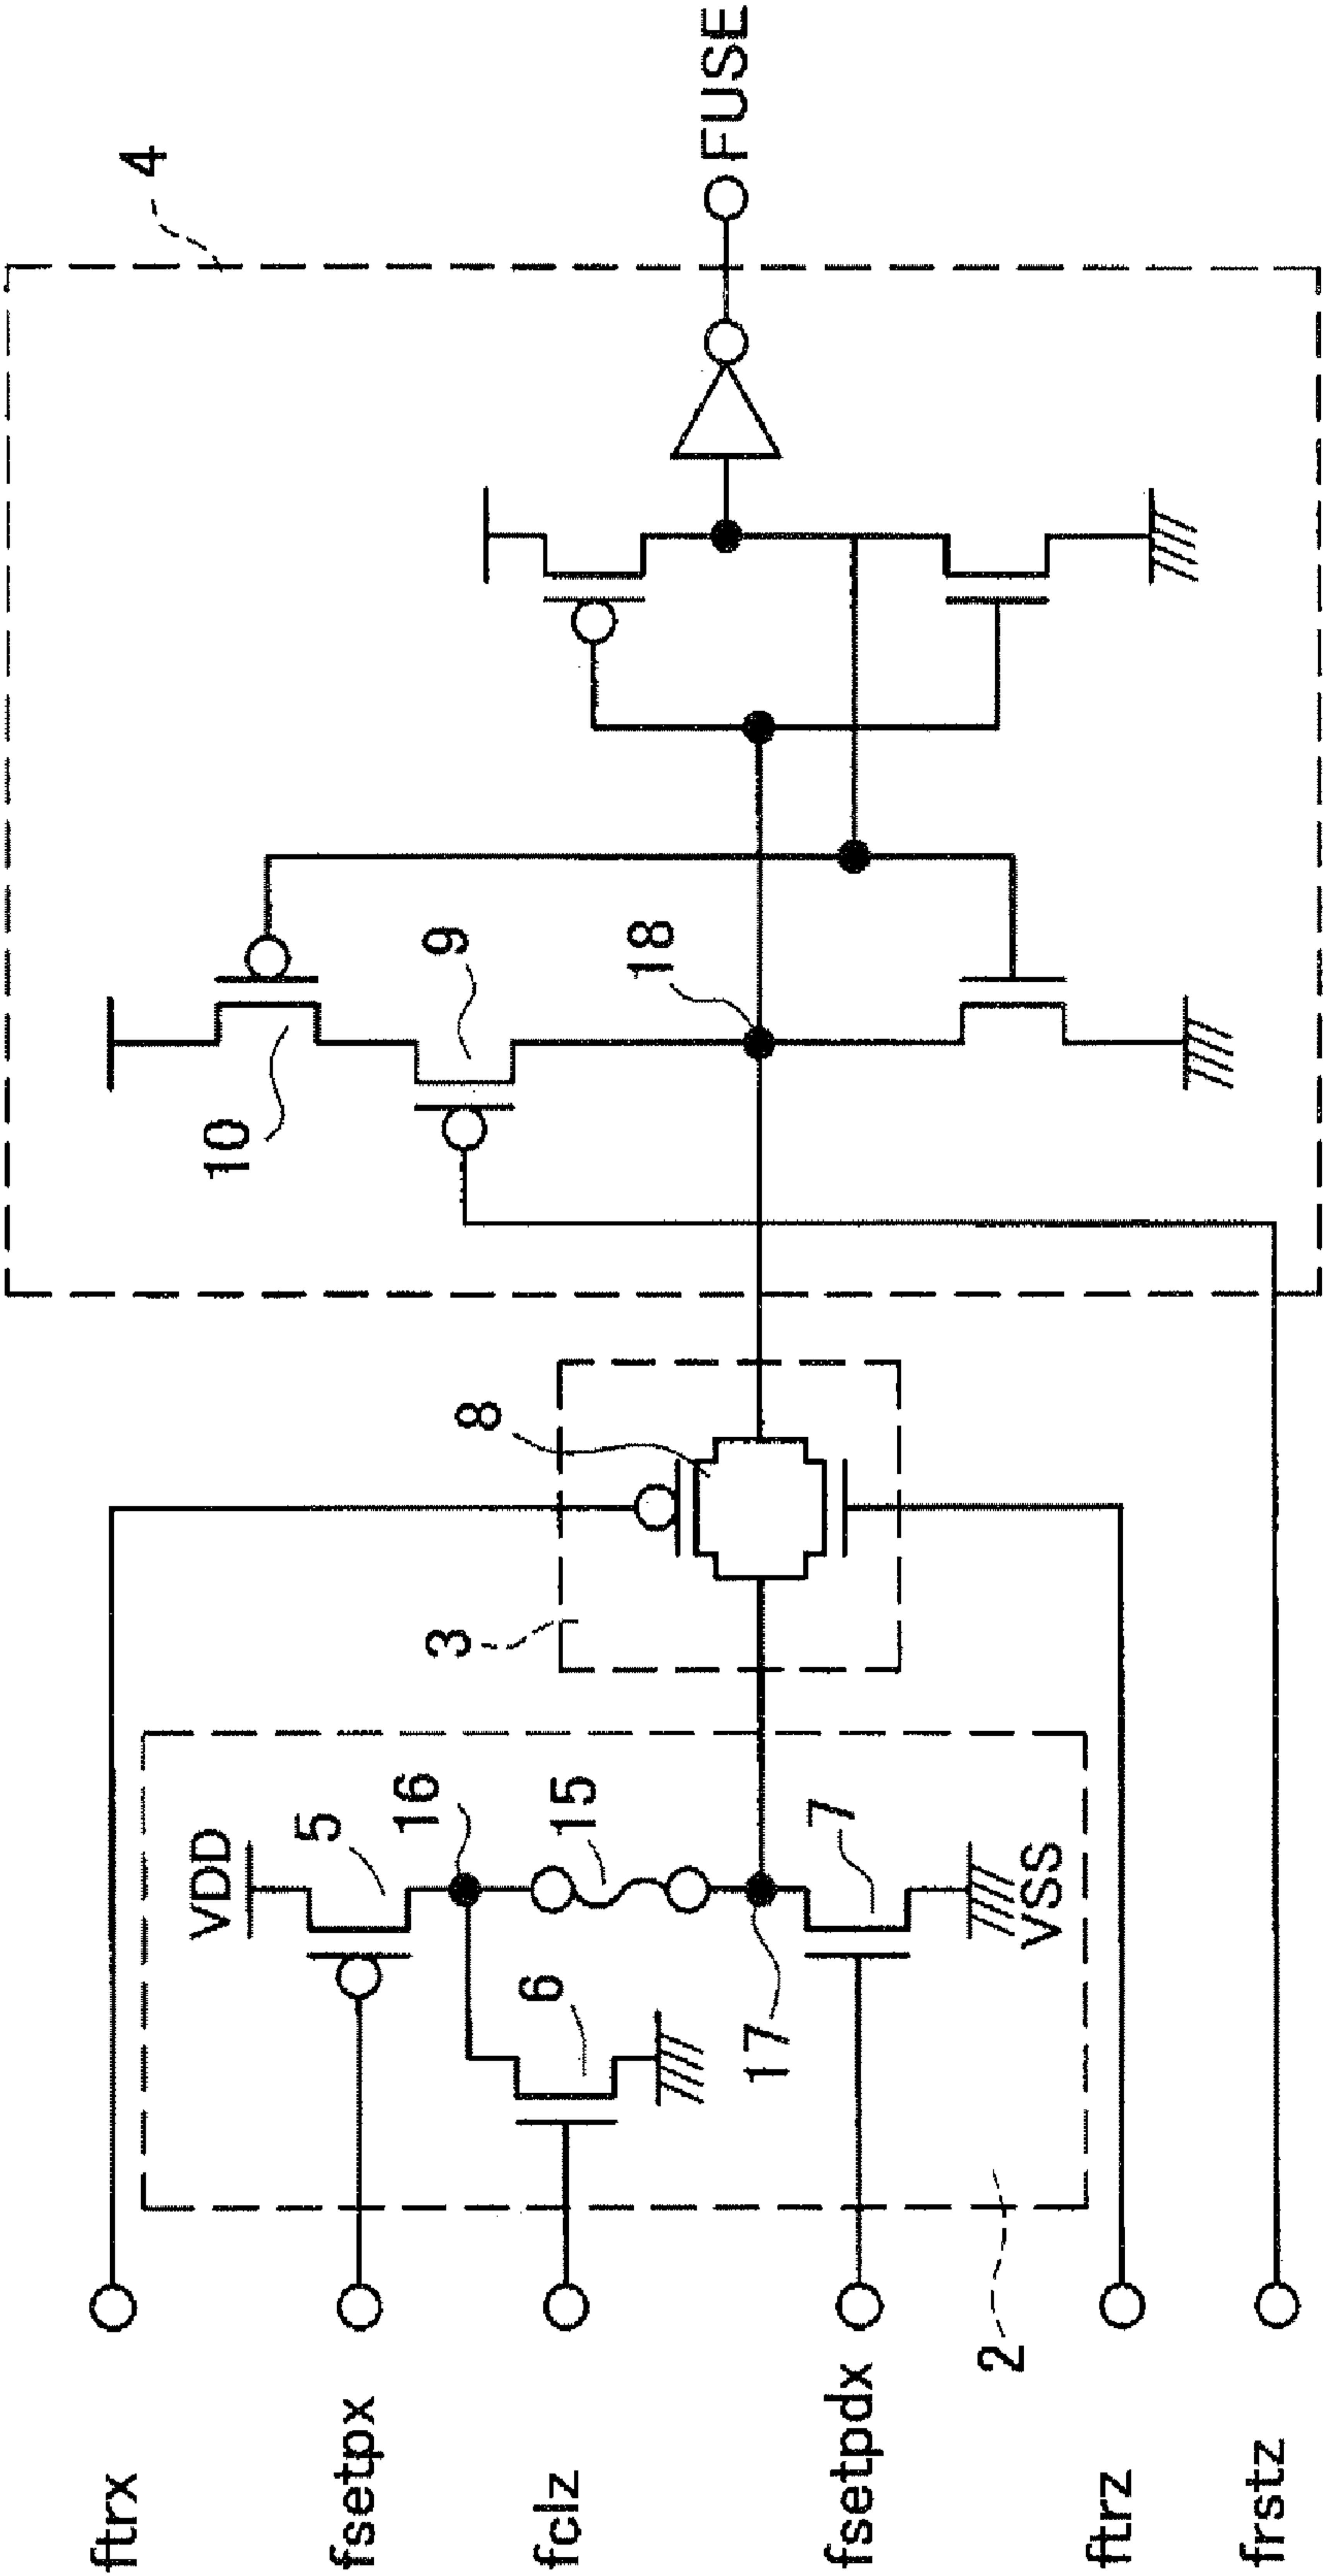 ftrx
fsetpx
fclz
fsetpdx
ftrz
frstz
2
VDD
5
16
15
6
17
7
VSS
3
8
4
10
9
18
FUSE